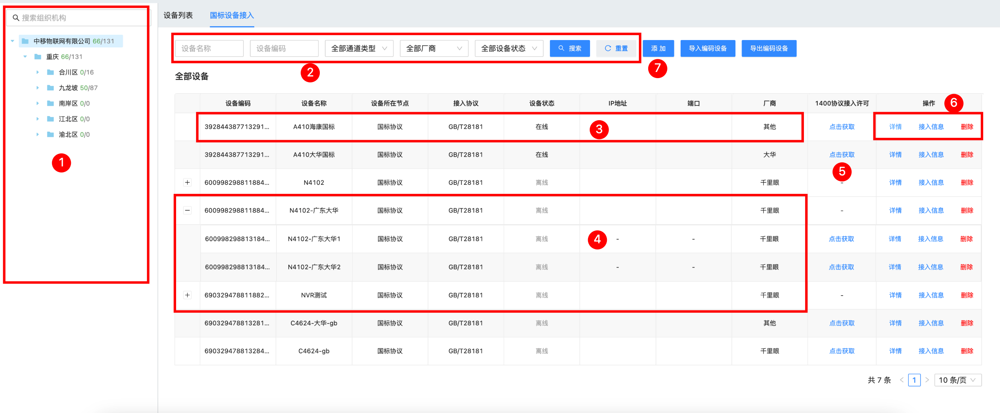 搜索组织机构
中移物联网有限公司 66/131
重庆 66/131
合川区 0/16
九龙坡 50/87
南岸区 0/0
江北区 0/0
渝北区 0/0
1
设备列表 国标设备接入
设备名称 设备编码 全部通道类型 全部厂商 全部设备状态 搜索 重置 添加 导入编码设备 导出编码设备
2 7
全部设备
设备编码 设备名称 设备所在节点 接入协议 设备状态 IP地址 端口 厂商 1400协议接入许可 操作 6
392844387713291... A410海康国标 国标协议 GB/T28181 在线 3 其他 点击获取 详情 接入信息 删除
392844387713291... A410大华国标 国标协议 GB/T28181 在线 大华 点击获取 详情 接入信息 删除
5
600998298811884... N4102 国标协议 GB/T28181 离线 千里眼 - 详情 接入信息 删除
600998298811884... N4102-广东大华 国标协议 GB/T28181 离线 千里眼 - 详情 接入信息 删除
600998298813184... N4102-广东大华1 国标协议 GB/T28181 离线 4 - - 千里眼 点击获取 详情 接入信息 删除
600998298813184... N4102-广东大华2 国标协议 GB/T28181 离线 - - 千里眼 点击获取 详情 接入信息 删除
690329478811882... NVR测试 国标协议 GB/T28181 离线 千里眼 - 详情 接入信息 删除
690329478813281... C4624-大华-gb 国标协议 GB/T28181 离线 其他 点击获取 详情 接入信息 删除
690329478813284... C4624-gb 国标协议 GB/T28181 离线 千里眼 点击获取 详情 接入信息 删除
共 7 条 < 1 > 10 条/页